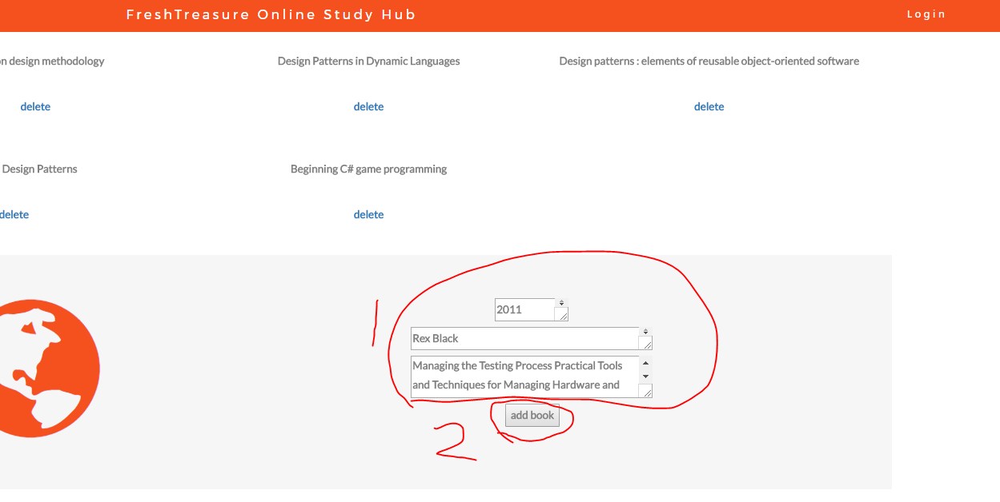 FreshTreasure Online Study Hub Login
on design methodology Design Patterns in Dynamic Languages Design patterns : elements of reusable object-oriented software
delete delete delete
Design Patterns Beginning C# game programming
delete delete
1
2011
Rex Black
Managing the Testing Process Practical Tools
and Techniques for Managing Hardware and
add book
2